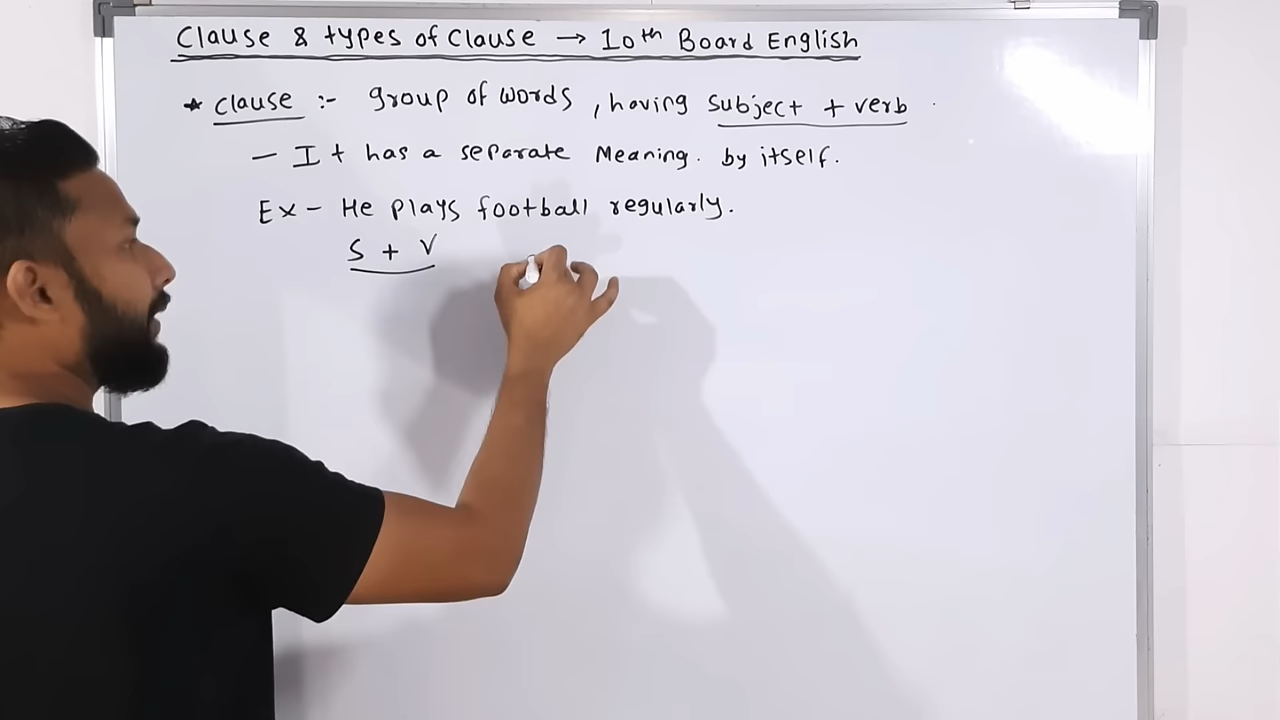 Clause & types of Clause → 10th Board English
* Clause :- group of words, having subject + verb
- It has a separate Meaning. by itself.
Ex - He plays football regularly.
S + V